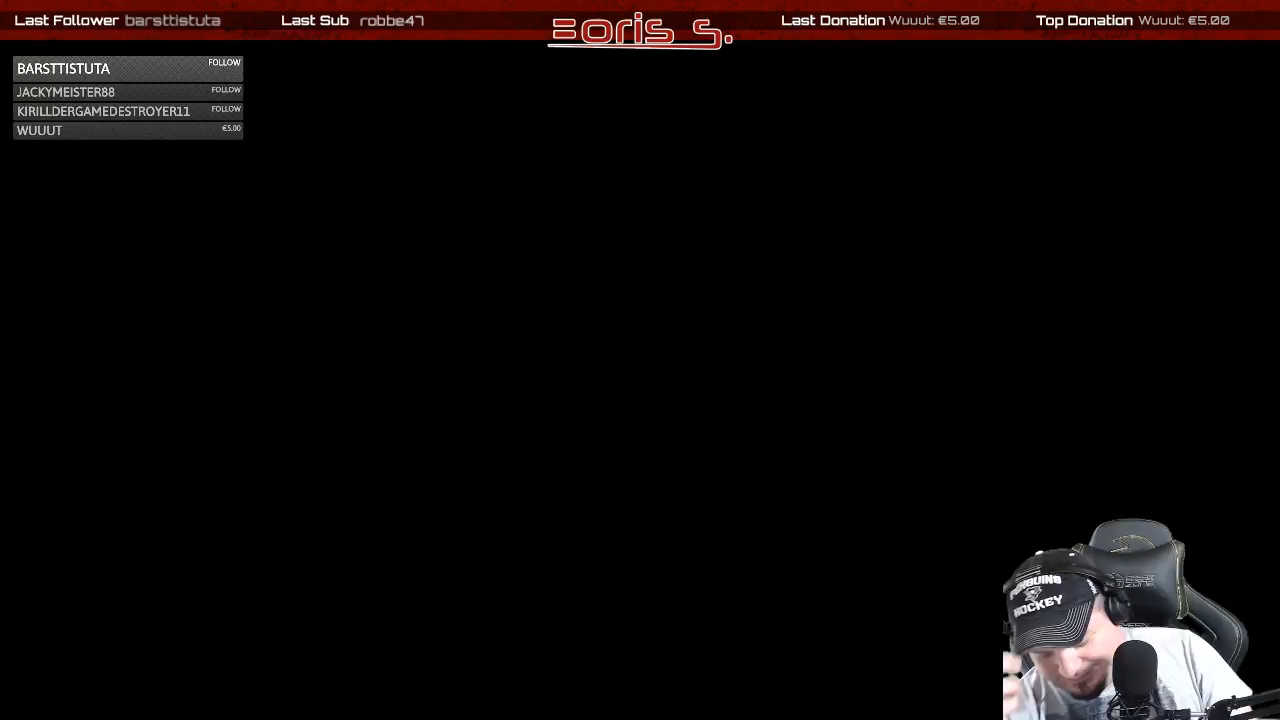 Last Follower barsttistuta
Last Sub robbe47
Boris S.
Last Donation Wuuut: €5.00
Top Donation Wuuut: €5.00
BARSTTISTUTA FOLLOW
JACKYMEISTER88 FOLLOW
KIRILLDERGAMEDESTROYER11 FOLLOW
WUUUT €5.00
PENGUINS
HOCKEY